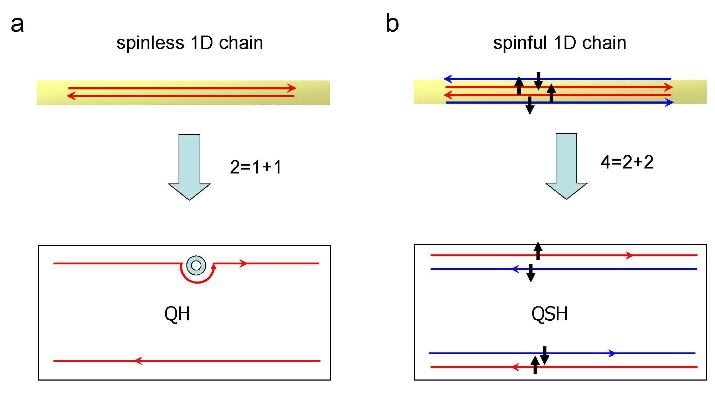 a
spinless 1D chain
2=1+1
QH
b
spinful 1D chain
4=2+2
QSH